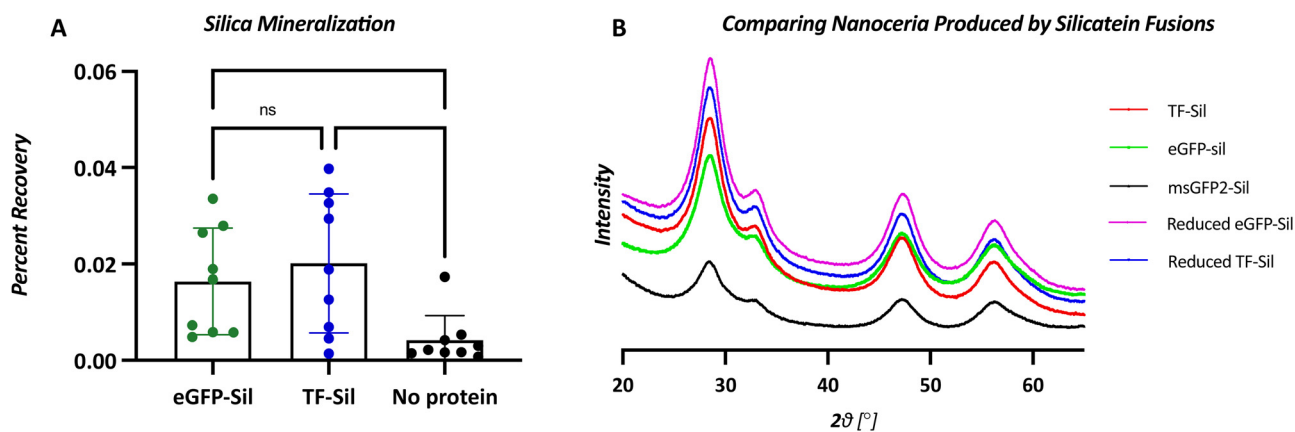 A
Silica Mineralization
Percent Recovery
0.06
0.04
0.02
0.00
ns
eGFP-Sil
TF-Sil
No protein
B
Comparing Nanoceria Produced by Silicatein Fusions
Intensity
20
30
40
50
60
2ϑ [°]
TF-Sil
eGFP-sil
msGFP2-Sil
Reduced eGFP-Sil
Reduced TF-Sil